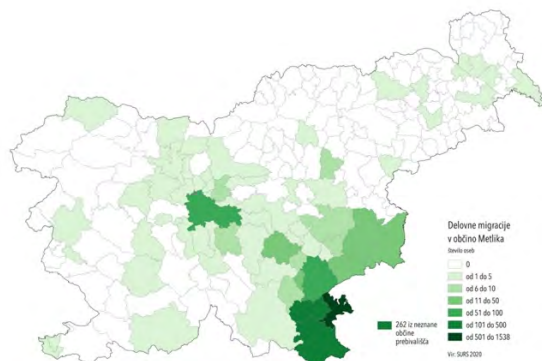 Delovne migracije
v občino Metlika
število oseb
0
od 1 do 5
od 6 do 10
od 11 do 50
od 51 do 100
od 101 do 500
od 501 do 1538
262 iz neznane
občine
prebivališča
Vir: SURS 2020